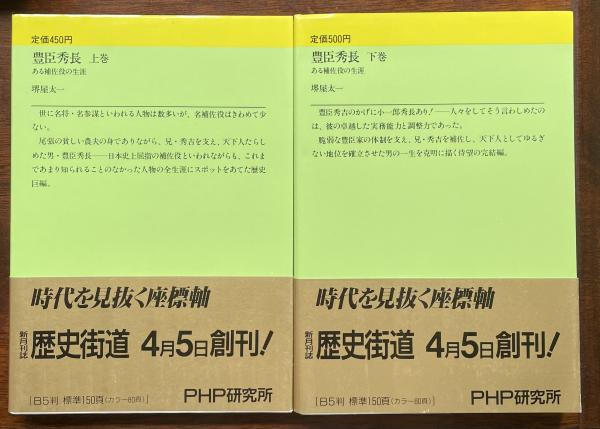 定価450円
豊臣秀長 上巻
ある補佐役の生涯
堺屋太一
世に名将・名参謀といわれる人物は数多いが、名補佐役はきわめて少
ない。
尾張の貧しい農夫の身でありながら、兄・秀吉を支え、天下人たらし
めた男・豊臣秀長――日本史上屈指の補佐役といわれながらも、これま
であまり知られることのなかった人物の全生涯にスポットをあてた歴史
巨編。
時代を見抜く座標軸
新月刊誌
歴史街道 4月5日創刊!
[B5判 標準150頁(カラー80頁)]
PHP研究所
定価500円
豊臣秀長 下巻
ある補佐役の生涯
堺屋太一
豊臣秀吉のかげに小一郎秀長あり!――人々をしてそう言わしめたの
は、彼の卓越した実務能力と調整力であった。
脆弱な豊臣家の体制を支え、兄・秀吉を補佐し、天下人としてゆるぎ
ない地位を確立させた男の一生を克明に描く待望の完結編。
時代を見抜く座標軸
新月刊誌
歴史街道 4月5日創刊!
[B5判 標準150頁(カラー80頁)]
PHP研究所